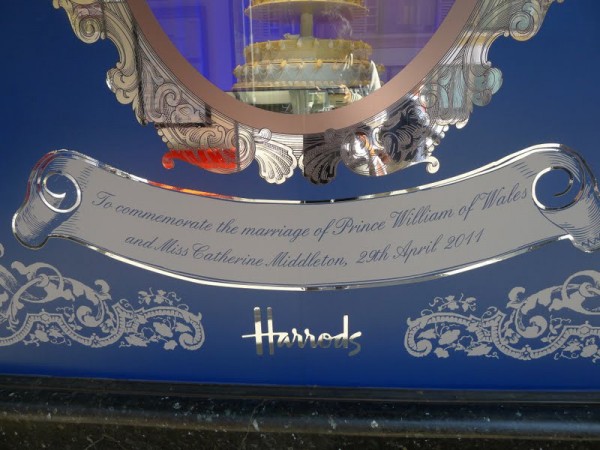 To commemorate the marriage of Prince William of Wales
and Miss Catherine Middleton, 29th April 2011
Harrods